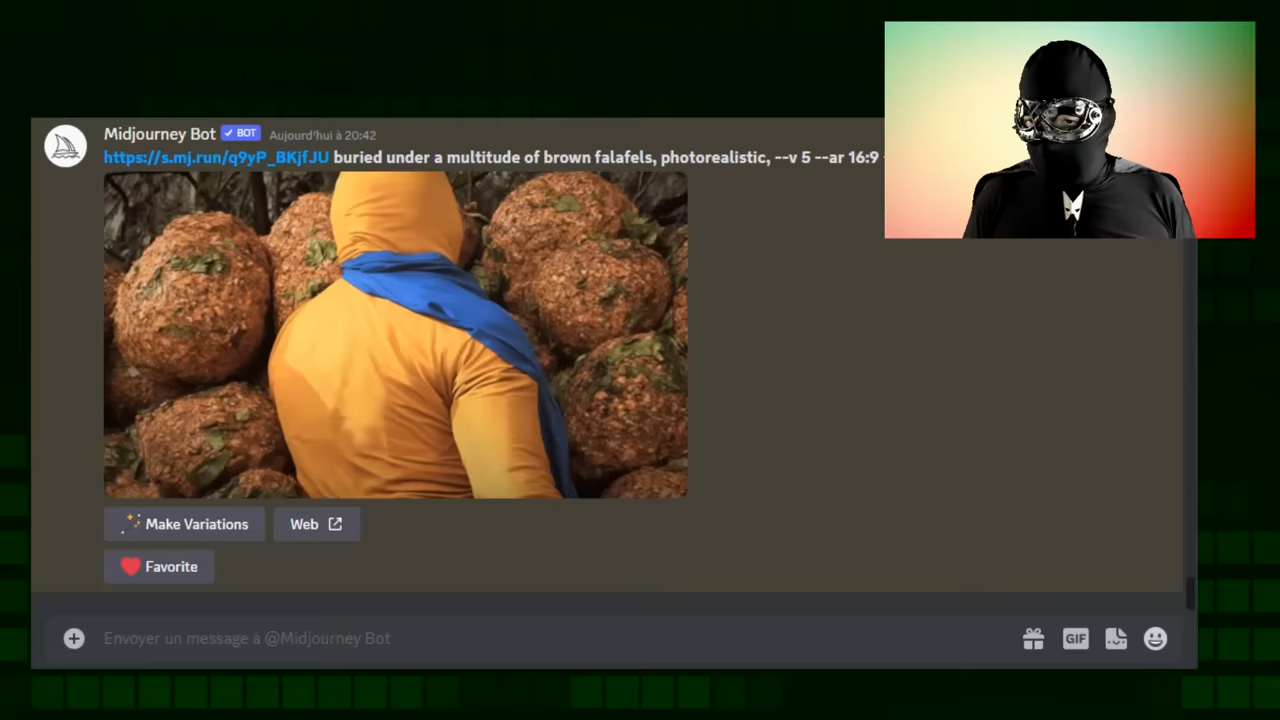 Midjourney Bot ✓ BOT Aujourd'hui à 20:42
https://s.mj.run/q9yP_BKjfJU buried under a multitude of brown falafels, photorealistic, --v 5 --ar 16:9
Make Variations Web
Favorite
Envoyer un message à @Midjourney Bot GIF